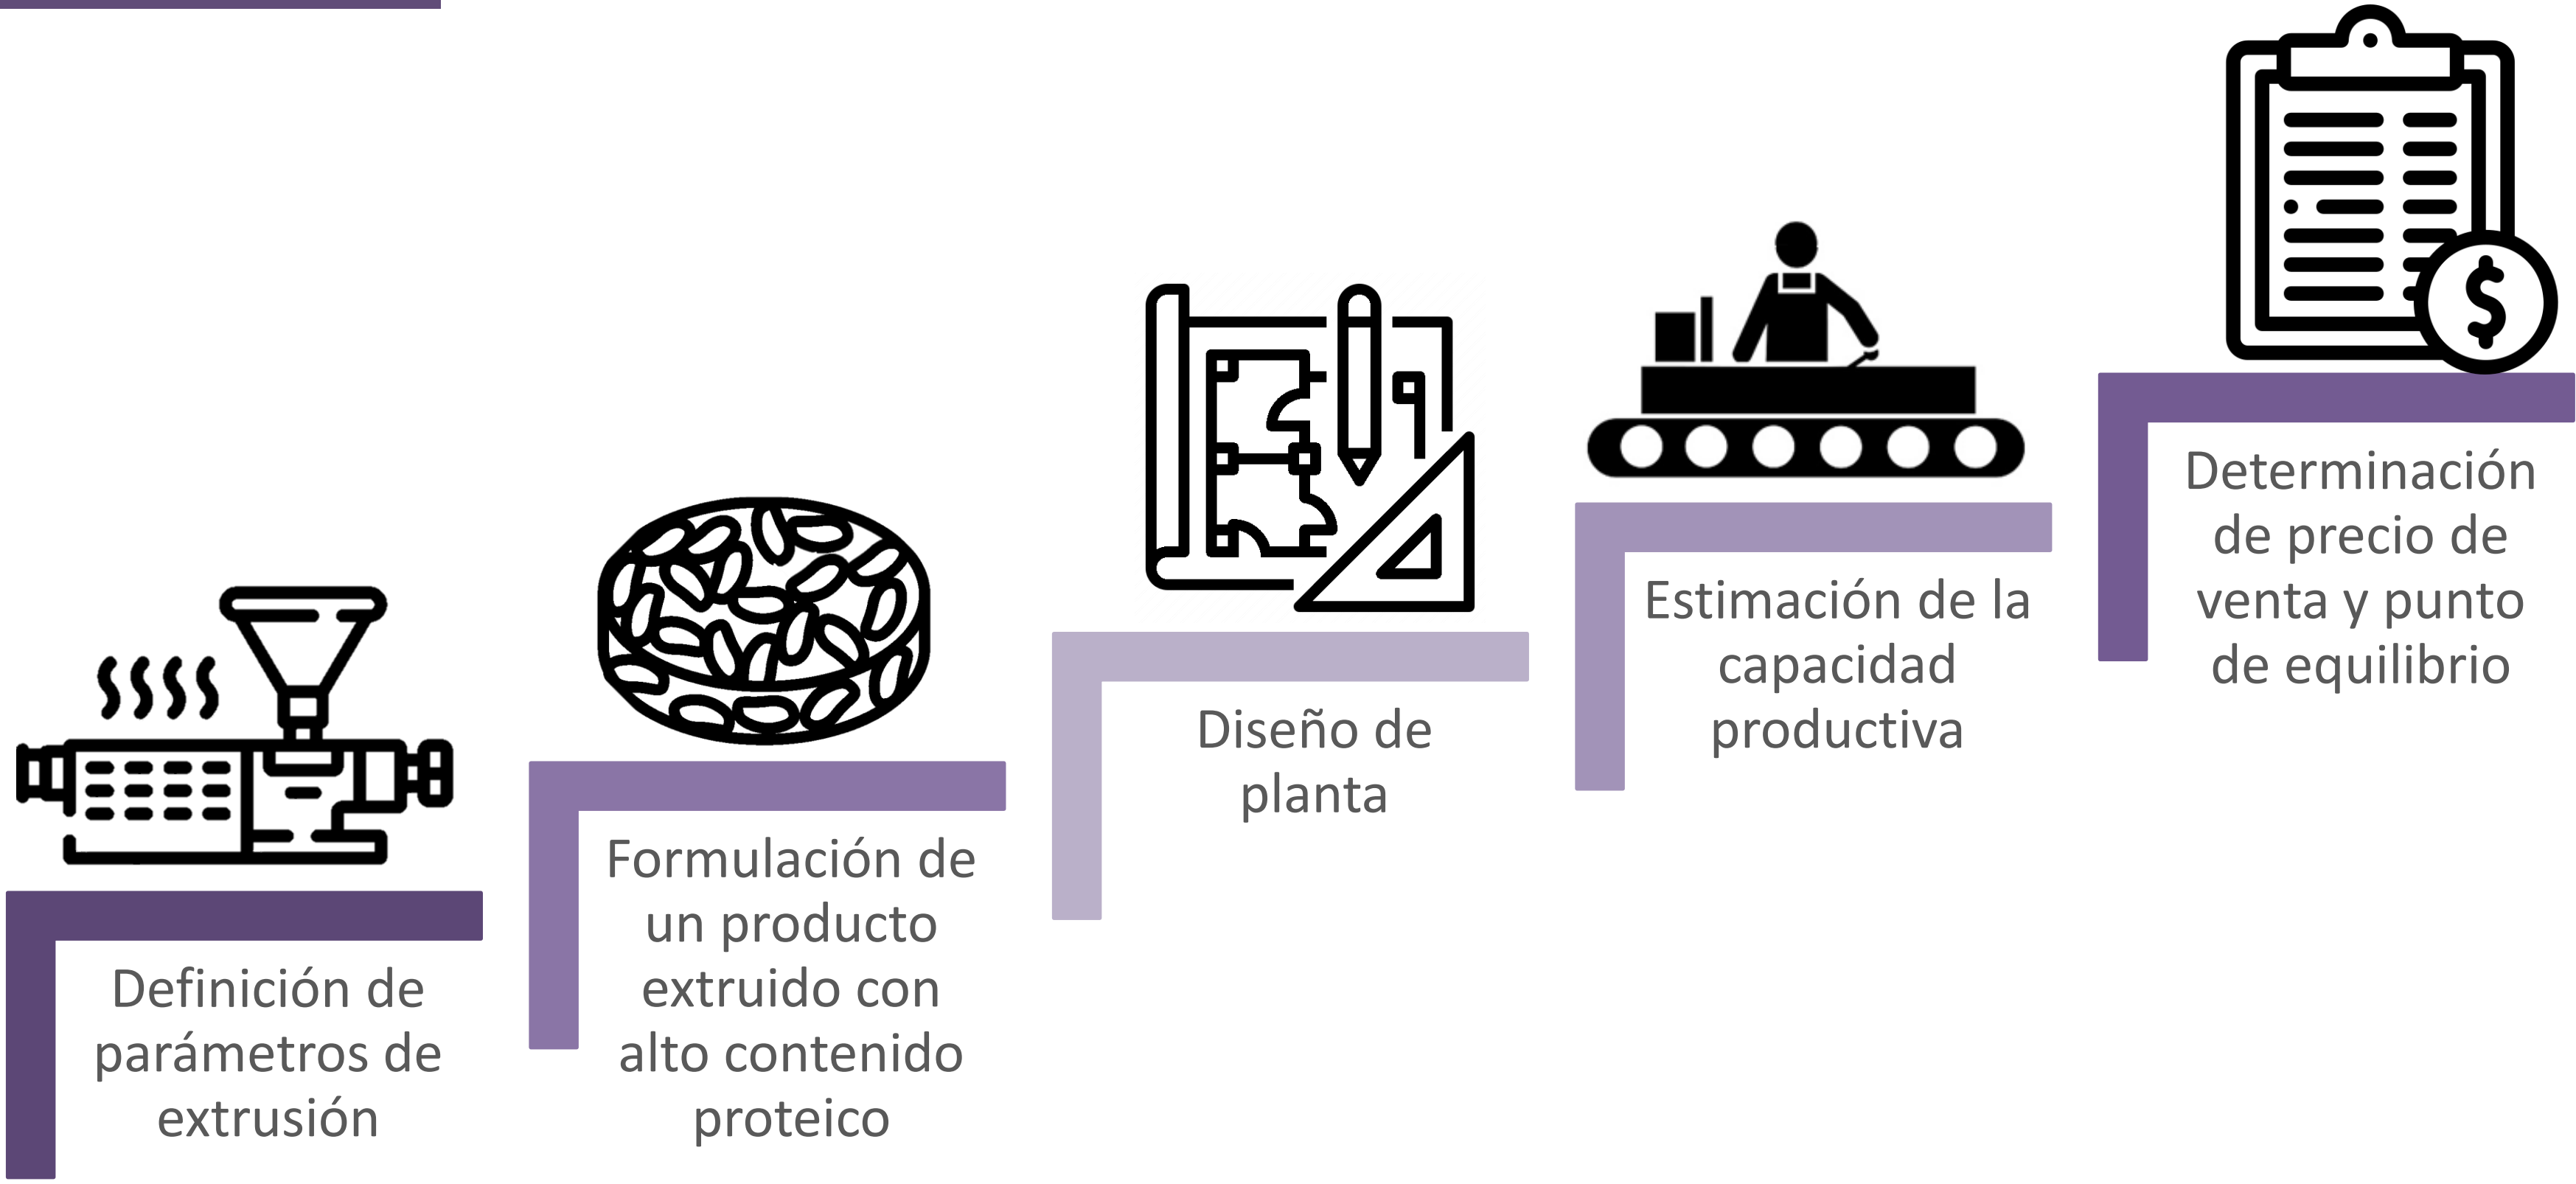 Definición de
parámetros de
extrusión
Formulación de
un producto
extruido con
alto contenido
proteico
Diseño de
planta
Estimación de la
capacidad
productiva
Determinación
de precio de
venta y punto
de equilibrio
$